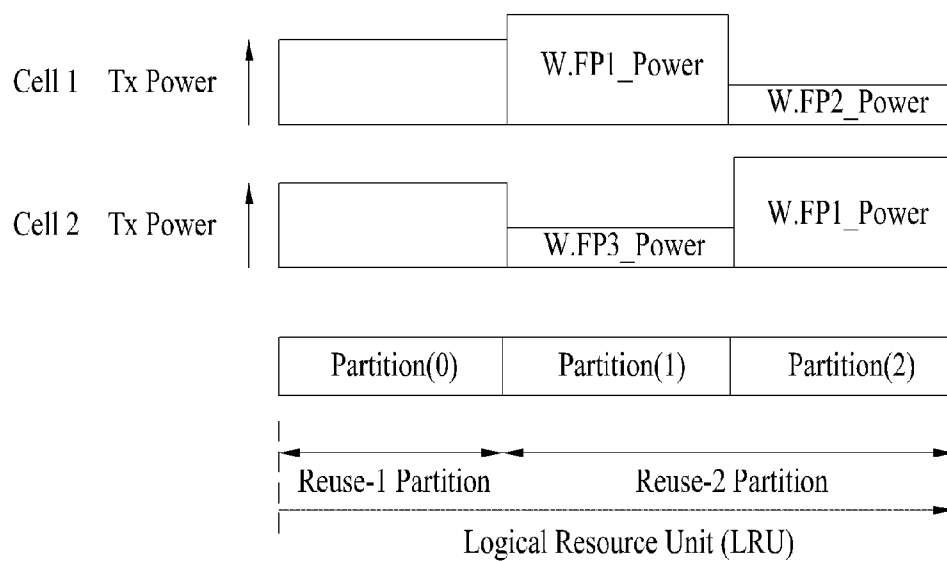 W.FP1_Power
Cell 1 Tx Power
W.FP2_Power
Cell 2 Tx Power
W.FP1_Power
W.FP3_Power
Partition(0) Partition(1) Partition(2)
Reuse-1 Partition Reuse-2 Partition
Logical Resource Unit (LRU)